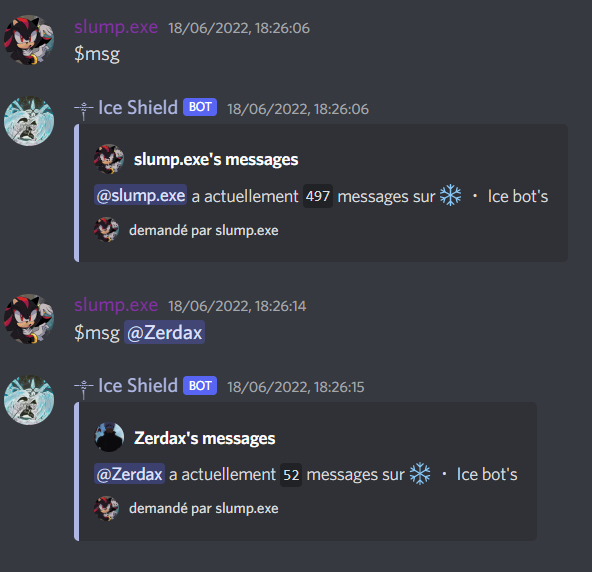 slump.exe 18/06/2022, 18:26:06
$msg
Ice Shield BOT 18/06/2022, 18:26:06
slump.exe's messages
@slump.exe a actuellement 497 messages sur ❄️ · Ice bot's
demandé par slump.exe
slump.exe 18/06/2022, 18:26:14
$msg @Zerdax
Ice Shield BOT 18/06/2022, 18:26:15
Zerdax's messages
@Zerdax a actuellement 52 messages sur ❄️ · Ice bot's
demandé par slump.exe